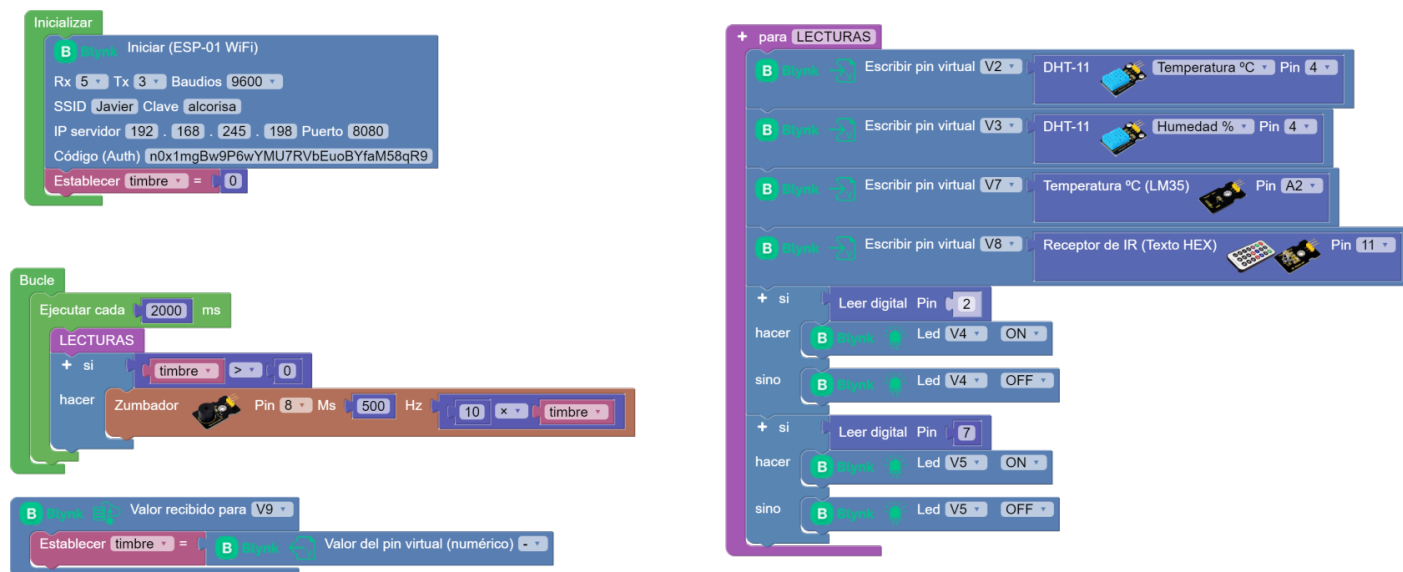 Inicializar
B Blynk Iniciar (ESP-01 WiFi)
Rx 5 Tx 3 Baudios 9600
SSID Javier Clave alcorisa
IP servidor 192 . 168 . 245 . 198 Puerto 8080
Código (Auth) n0x1mgBw9P6wYMU7RVbEuoBYfaM58qR9
Establecer timbre = 0
Bucle
Ejecutar cada 2000 ms
LECTURAS
+ si timbre > 0
hacer Zumbador Pin 8 Ms 500 Hz 10 × timbre
B Blynk Valor recibido para V9
Establecer timbre = B Blynk Valor del pin virtual (numérico) -
+ para LECTURAS
B Blynk Escribir pin virtual V2 DHT-11 Temperatura ºC Pin 4
B Blynk Escribir pin virtual V3 DHT-11 Humedad % Pin 4
B Blynk Escribir pin virtual V7 Temperatura ºC (LM35) Pin A2
B Blynk Escribir pin virtual V8 Receptor de IR (Texto HEX) Pin 11
+ si Leer digital Pin 2
hacer B Blynk Led V4 ON
sino B Blynk Led V4 OFF
+ si Leer digital Pin 7
hacer B Blynk Led V5 ON
sino B Blynk Led V5 OFF